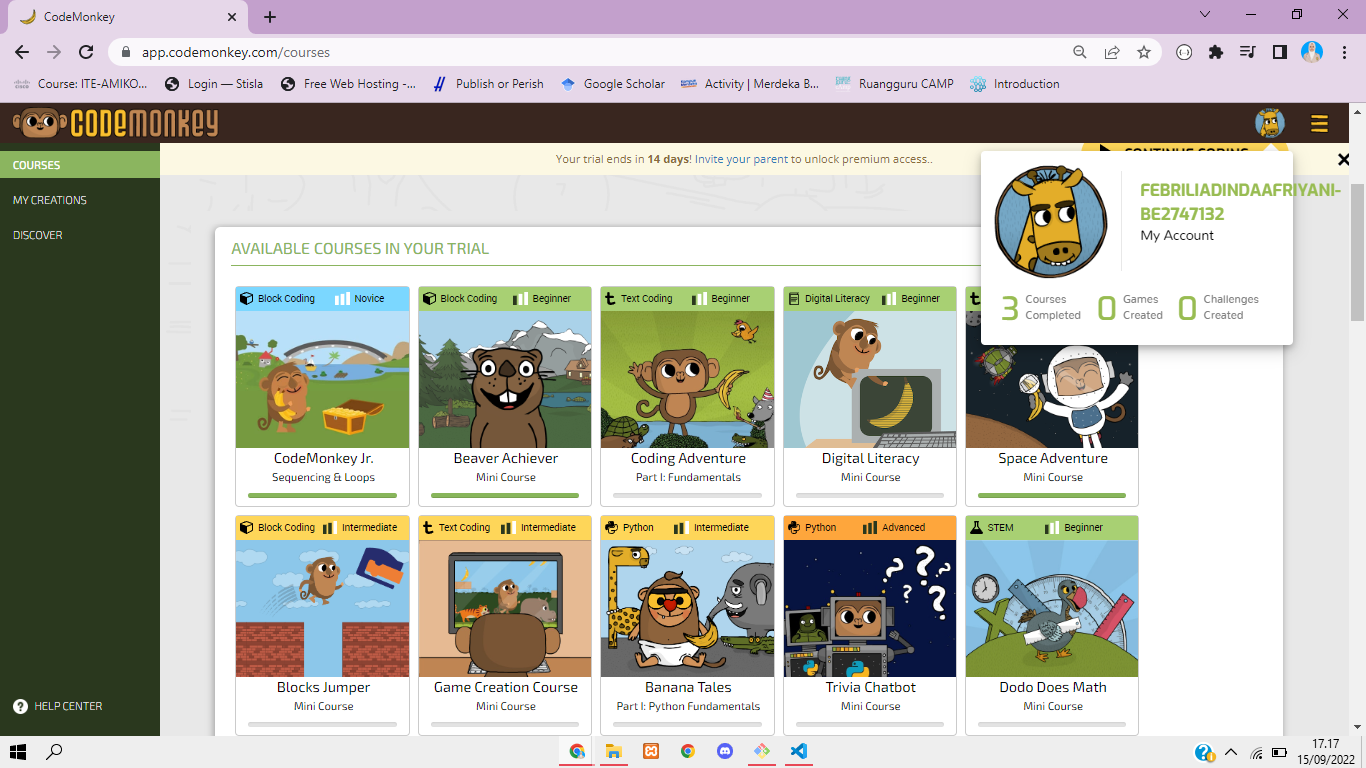 CodeMonkey
app.codemonkey.com/courses
Course: ITE-AMIKO...
Login — Stisla
Free Web Hosting -...
Publish or Perish
Google Scholar
Activity | Merdeka B...
Ruangguru CAMP
Introduction
CODEMONKEY
COURSES
MY CREATIONS
DISCOVER
HELP CENTER
Your trial ends in 14 days! Invite your parent to unlock premium access..
CONTINUE CODING
FEBRILIADINDAAFRIYANI-
BE2747132
My Account
3 Courses Completed
0 Games Created
0 Challenges Created
AVAILABLE COURSES IN YOUR TRIAL
Block Coding Novice
CodeMonkey Jr.
Sequencing & Loops
Block Coding Beginner
Beaver Achiever
Mini Course
Text Coding Beginner
Coding Adventure
Part I: Fundamentals
Digital Literacy Beginner
Digital Literacy
Mini Course
Space Adventure
Mini Course
Block Coding Intermediate
Blocks Jumper
Mini Course
Text Coding Intermediate
Game Creation Course
Mini Course
Python Intermediate
Banana Tales
Part I: Python Fundamentals
Python Advanced
Trivia Chatbot
Mini Course
STEM Beginner
Dodo Does Math
Mini Course
17.17
15/09/2022